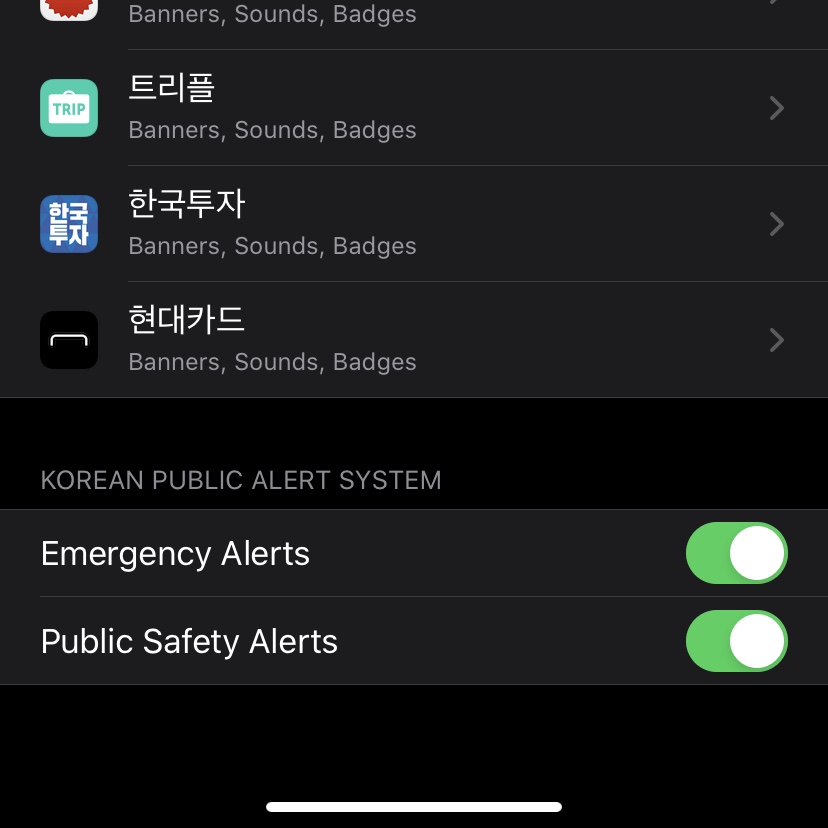 Banners, Sounds, Badges
트리플
TRIP
Banners, Sounds, Badges
한국투자
한국
투자
Banners, Sounds, Badges
현대카드
Banners, Sounds, Badges
KOREAN PUBLIC ALERT SYSTEM
Emergency Alerts
Public Safety Alerts